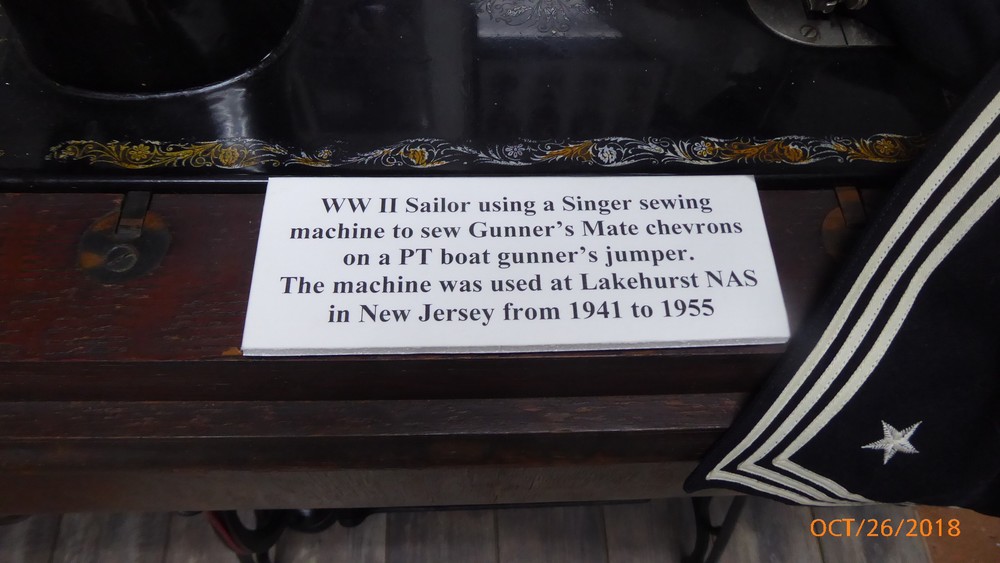 WW II Sailor using a Singer sewing
machine to sew Gunner's Mate chevrons
on a PT boat gunner's jumper.
The machine was used at Lakehurst NAS
in New Jersey from 1941 to 1955
OCT/26/2018